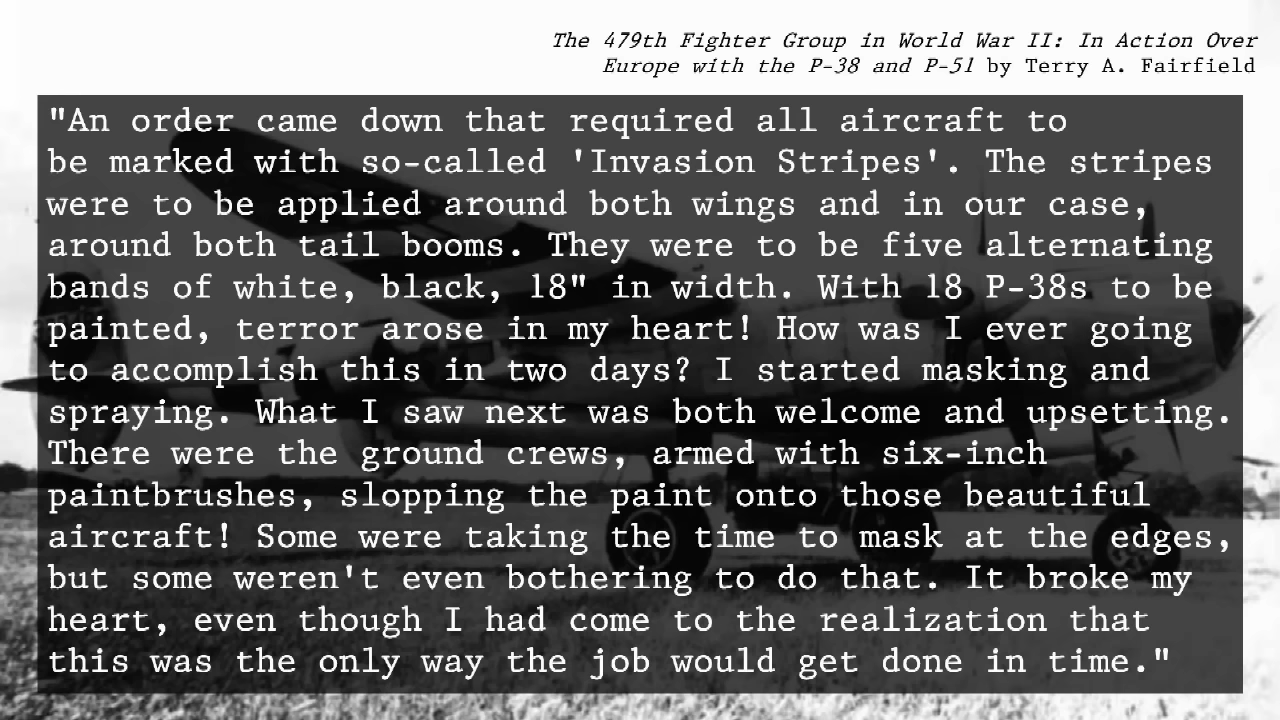 The 479th Fighter Group in World War II: In Action Over
Europe with the P-38 and P-51 by Terry A. Fairfield
"An order came down that required all aircraft to
be marked with so-called 'Invasion Stripes'. The stripes
were to be applied around both wings and in our case,
around both tail booms. They were to be five alternating
bands of white, black, 18" in width. With 18 P-38s to be
painted, terror arose in my heart! How was I ever going
to accomplish this in two days? I started masking and
spraying. What I saw next was both welcome and upsetting.
There were the ground crews, armed with six-inch
paintbrushes, slopping the paint onto those beautiful
aircraft! Some were taking the time to mask at the edges,
but some weren't even bothering to do that. It broke my
heart, even though I had come to the realization that
this was the only way the job would get done in time."